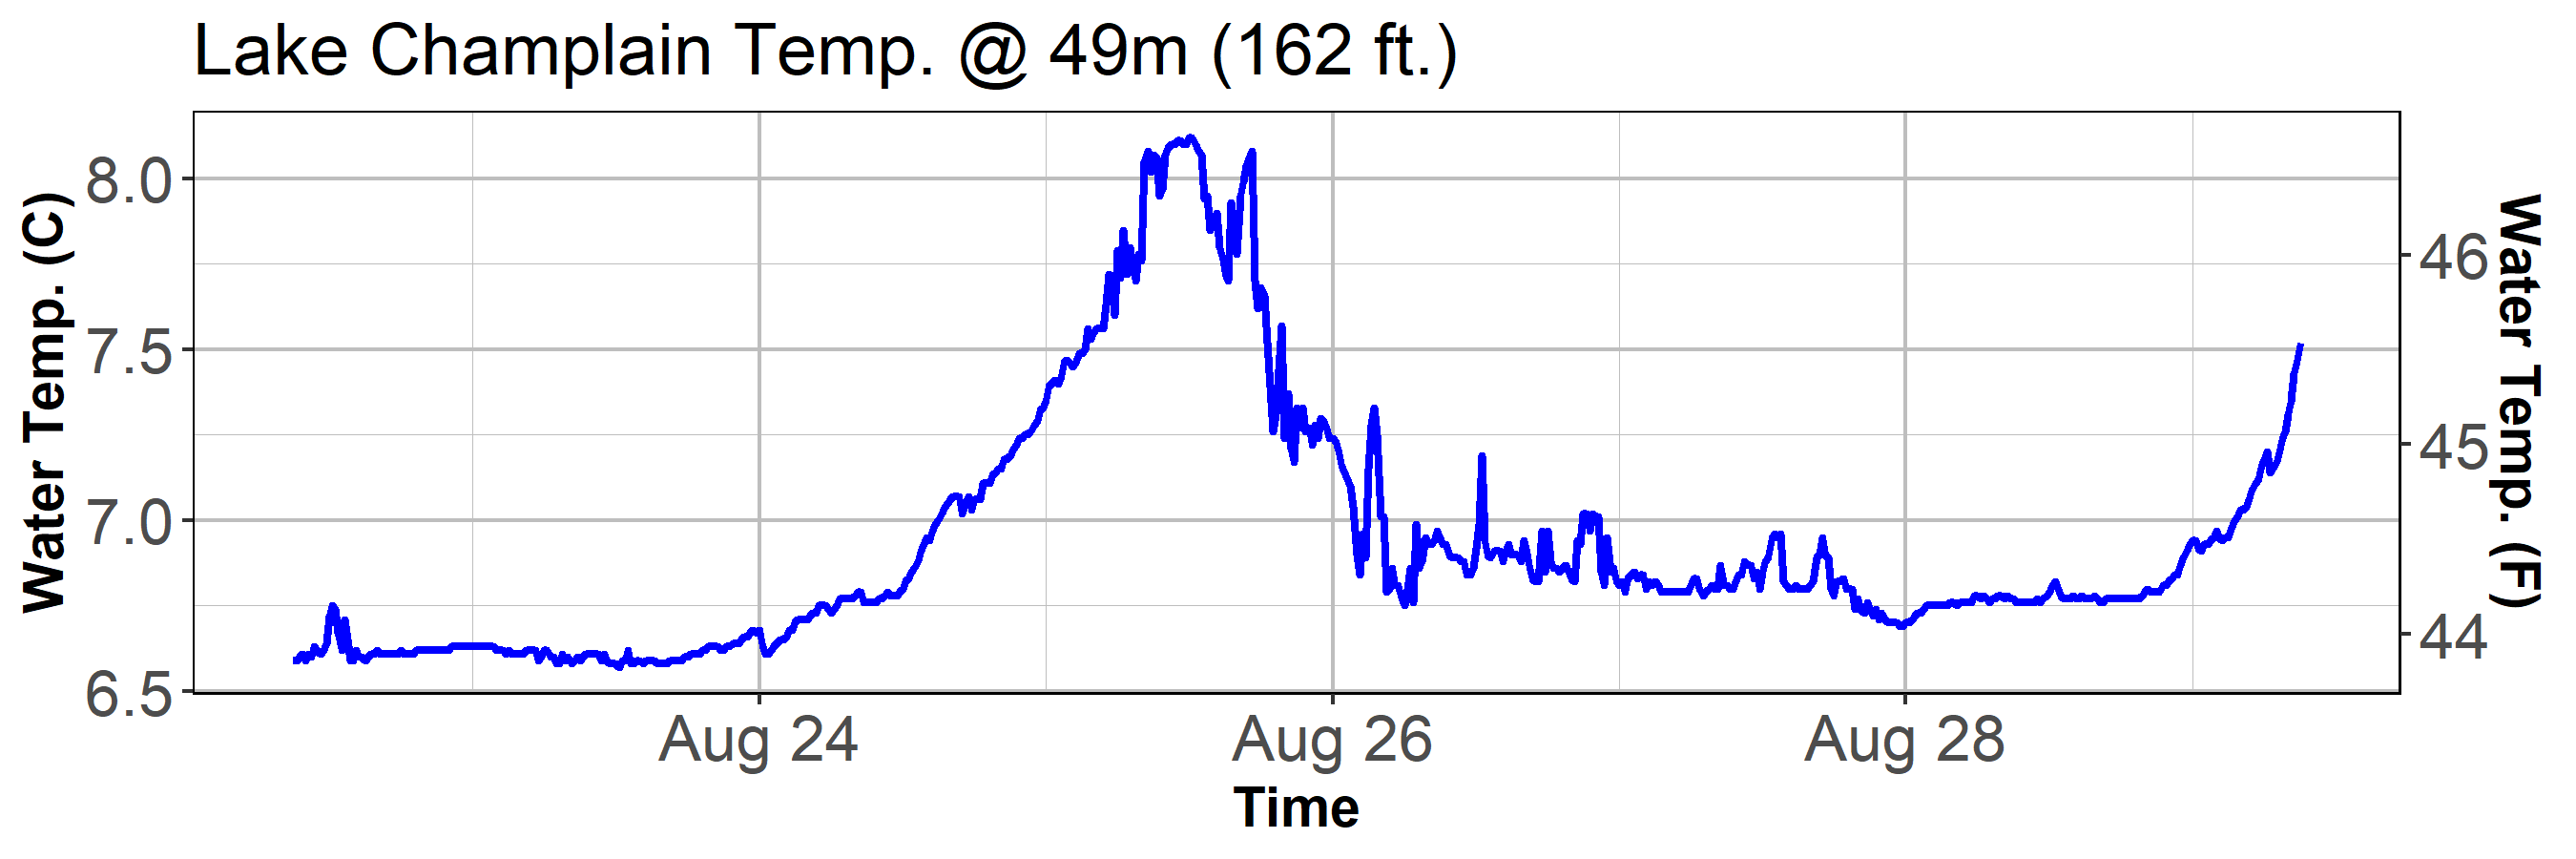 Lake Champlain Temp. @ 49m (162 ft.)
Water Temp. (C)
8.0
7.5
7.0
6.5
46
45
44
Water Temp. (F)
Aug 24 Aug 26 Aug 28
Time